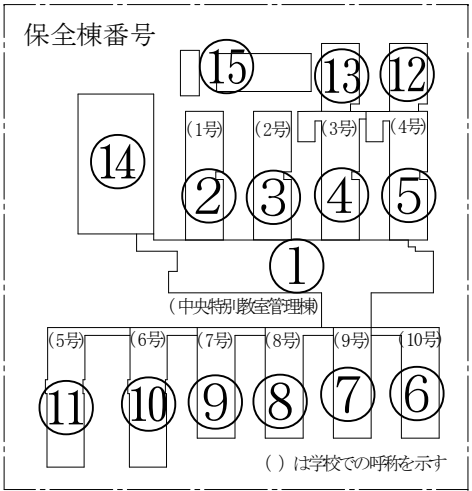 保全棟番号
⑮
⑬
⑫
(1号)
(2号)
(3号)
(4号)
⑭
②
③
④
⑤
①
(中央特別教室管理棟)
(5号)
(6号)
(7号)
(8号)
(9号)
(10号)
⑪
⑩
⑨
⑧
⑦
⑥
( )は学校での呼称を示す